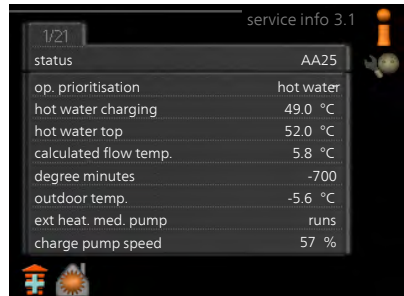 service info 3.1
1/21
status AA25
op. prioritisation hot water
hot water charging 49.0 °C
hot water top 52.0 °C
calculated flow temp. 5.8 °C
degree minutes -700
outdoor temp. -5.6 °C
ext heat. med. pump runs
charge pump speed 57 %